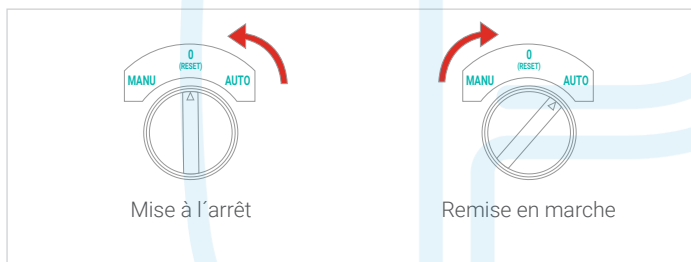 0
(RESET)
MANU AUTO
Mise à l´arrêt
0
(RESET)
MANU AUTO
Remise en marche